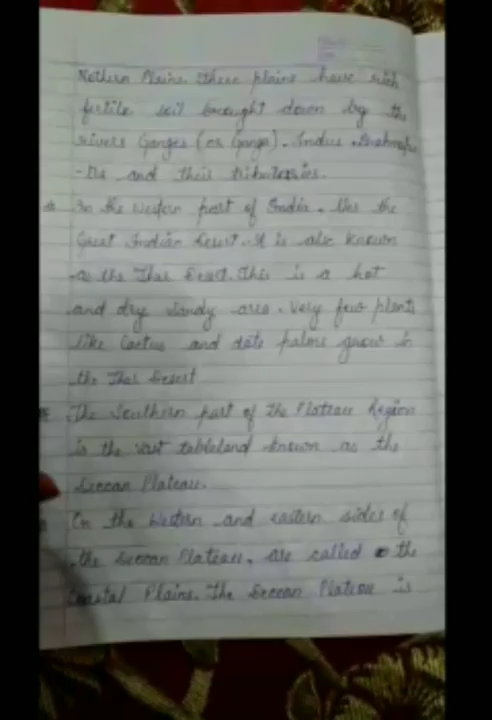 Nothern Plains. These plains have rich
fertile soil brought down by the
rivers Ganges (or Ganga). Indus, Brahmapu
-tra and their tributaries.
In the western part of India, lies the
Great Indian Desert. It is also known
as the Thar Desert. This is a hot
and dry sandy area. Very few plants
like Cactus and date palms grow in
the Thar Desert
The Southern part of the Plateau Region
is the vast tableland known as the
Deccan Plateau.
On the western and eastern sides of
the Deccan Plateau, are called the
Coastal Plains. The Deccan Plateau is